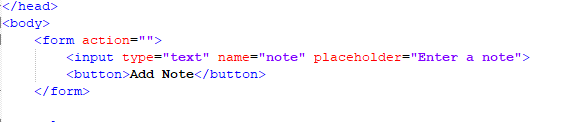 </head>
<body>
<form action="">
<input type="text" name="note" placeholder="Enter a note">
<button>Add Note</button>
</form>